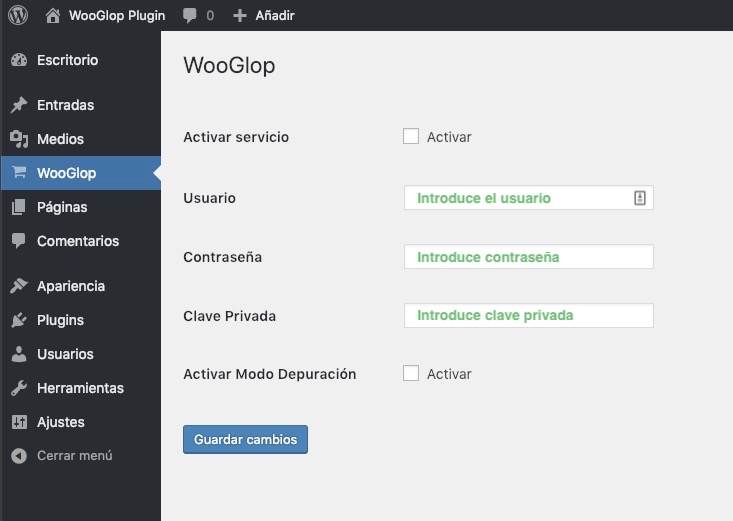 WooGlop Plugin 0 Añadir
Escritorio
Entradas
Medios
WooGlop
Páginas
Comentarios
Apariencia
Plugins
Usuarios
Herramientas
Ajustes
Cerrar menú
WooGlop
Activar servicio Activar
Usuario Introduce el usuario
Contraseña Introduce contraseña
Clave Privada Introduce clave privada
Activar Modo Depuración Activar
Guardar cambios